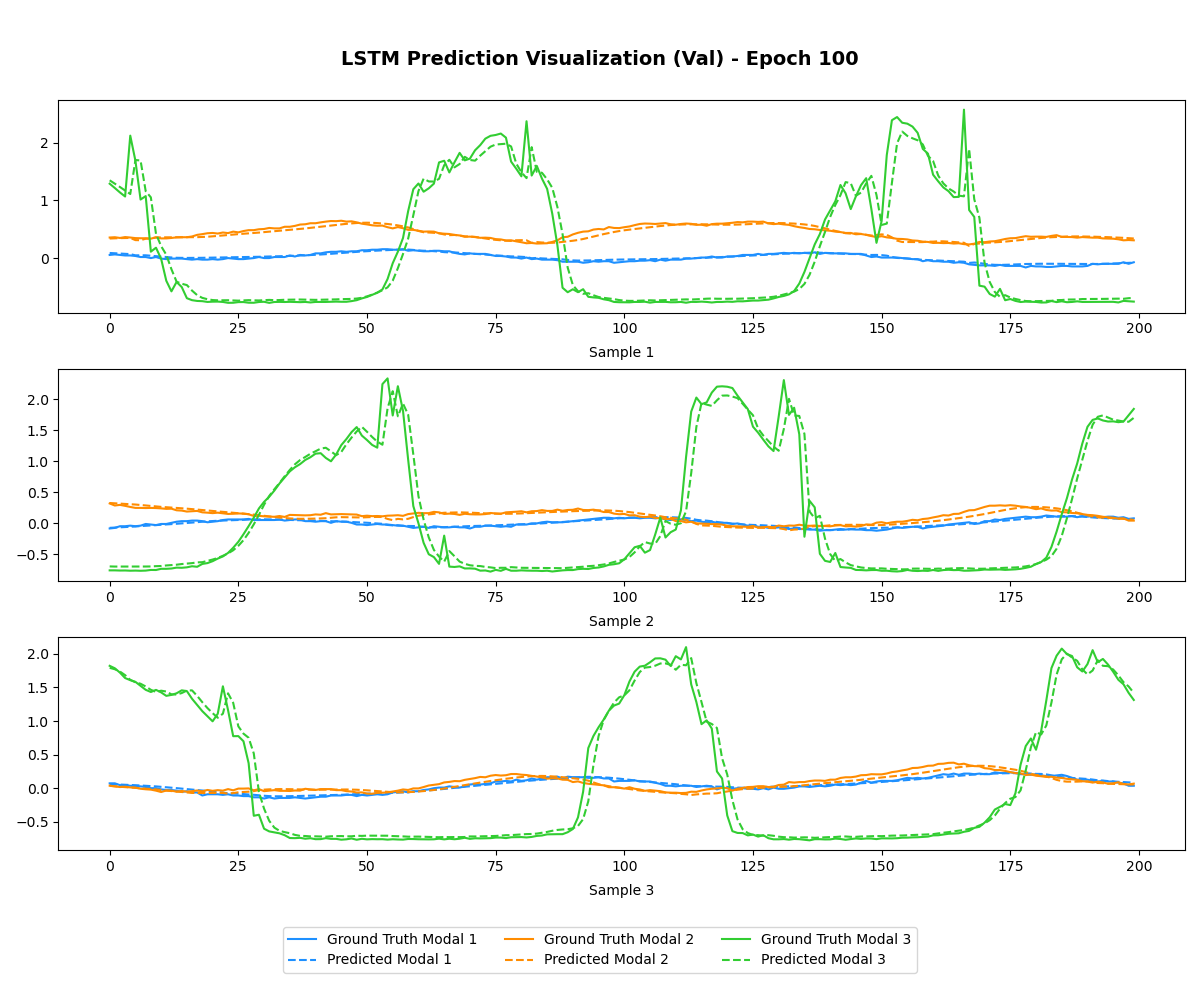 LSTM Prediction Visualization (Val) - Epoch 100
2
1
0
0 25 50 75 100 125 150 175 200
Sample 1
2.0
1.5
1.0
0.5
0.0
−0.5
0 25 50 75 100 125 150 175 200
Sample 2
2.0
1.5
1.0
0.5
0.0
−0.5
0 25 50 75 100 125 150 175 200
Sample 3
Ground Truth Modal 1 Ground Truth Modal 2 Ground Truth Modal 3
Predicted Modal 1 Predicted Modal 2 Predicted Modal 3